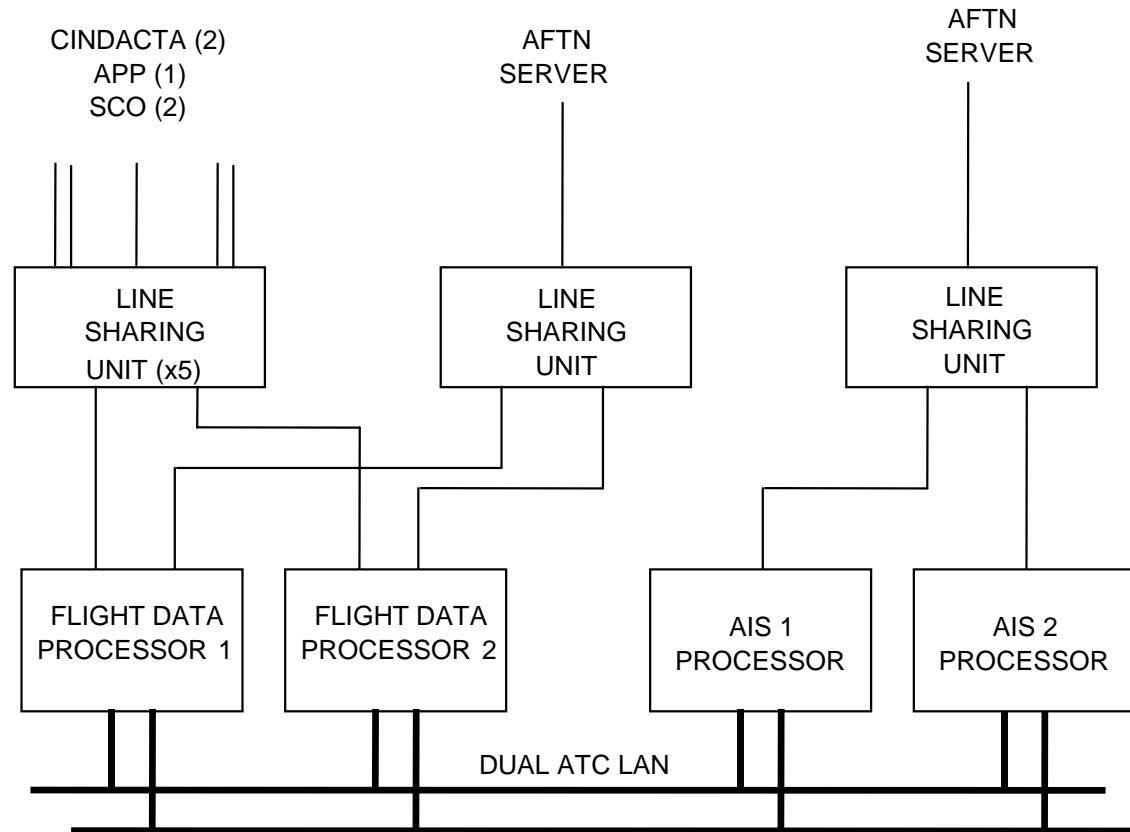 CINDACTA (2)
APP (1)
SCO (2)
AFTN
SERVER
AFTN
SERVER
LINE
SHARING
UNIT (x5)
LINE
SHARING
UNIT
LINE
SHARING
UNIT
FLIGHT DATA
PROCESSOR 1
FLIGHT DATA
PROCESSOR 2
AIS 1
PROCESSOR
AIS 2
PROCESSOR
DUAL ATC LAN